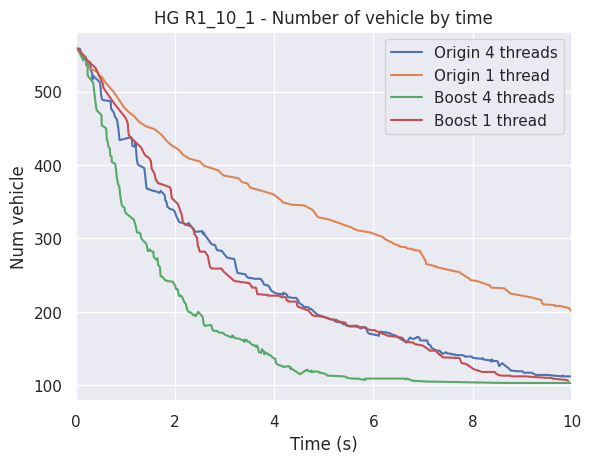 HG R1_10_1 - Number of vehicle by time
Origin 4 threads
Origin 1 thread
Boost 4 threads
Boost 1 thread
Num vehicle
500
400
300
200
100
0
2
4
6
8
10
Time (s)